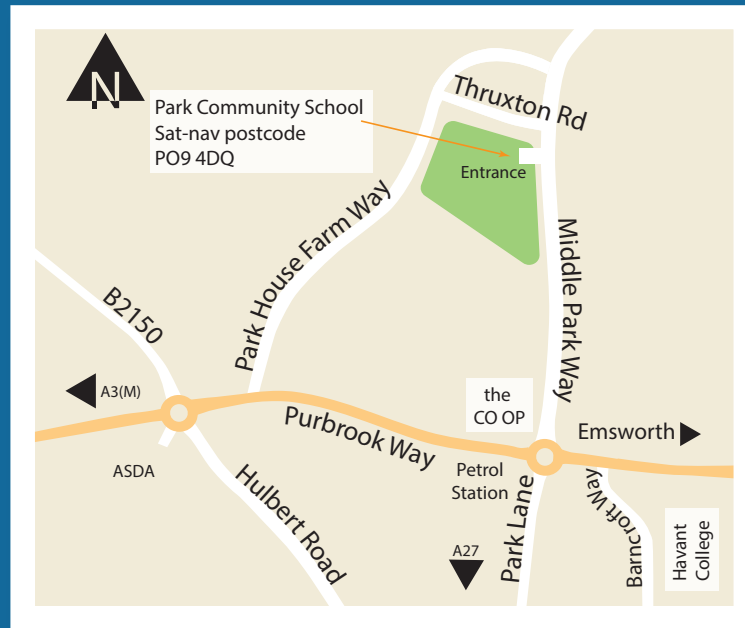 N
Thruxton Rd
Park Community School
Sat-nav postcode
PO9 4DQ
Entrance
Park House Farm Way
Middle Park Way
B2150
A3(M)
the
CO OP
Purbrook Way
Emsworth
ASDA
Petrol
Station
Hulbert Road
Park Lane
Barncroft Way
A27
Havant
College